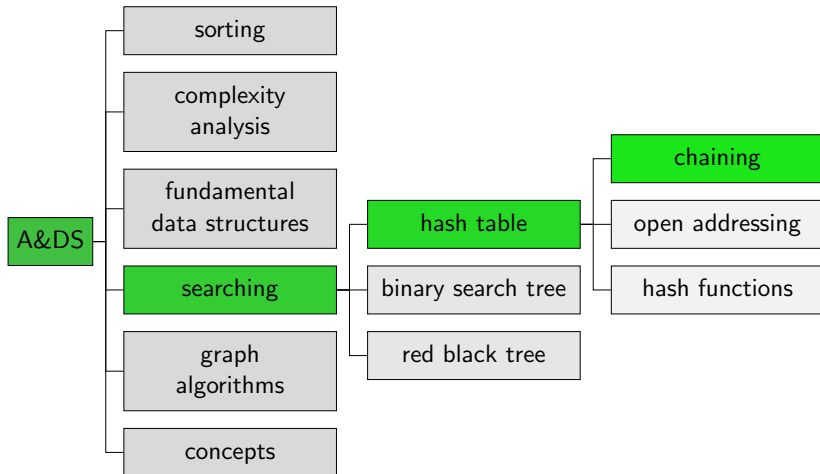 A&DS
sorting
complexity
analysis
fundamental
data structures
searching
graph
algorithms
concepts
hash table
binary search tree
red black tree
chaining
open addressing
hash functions